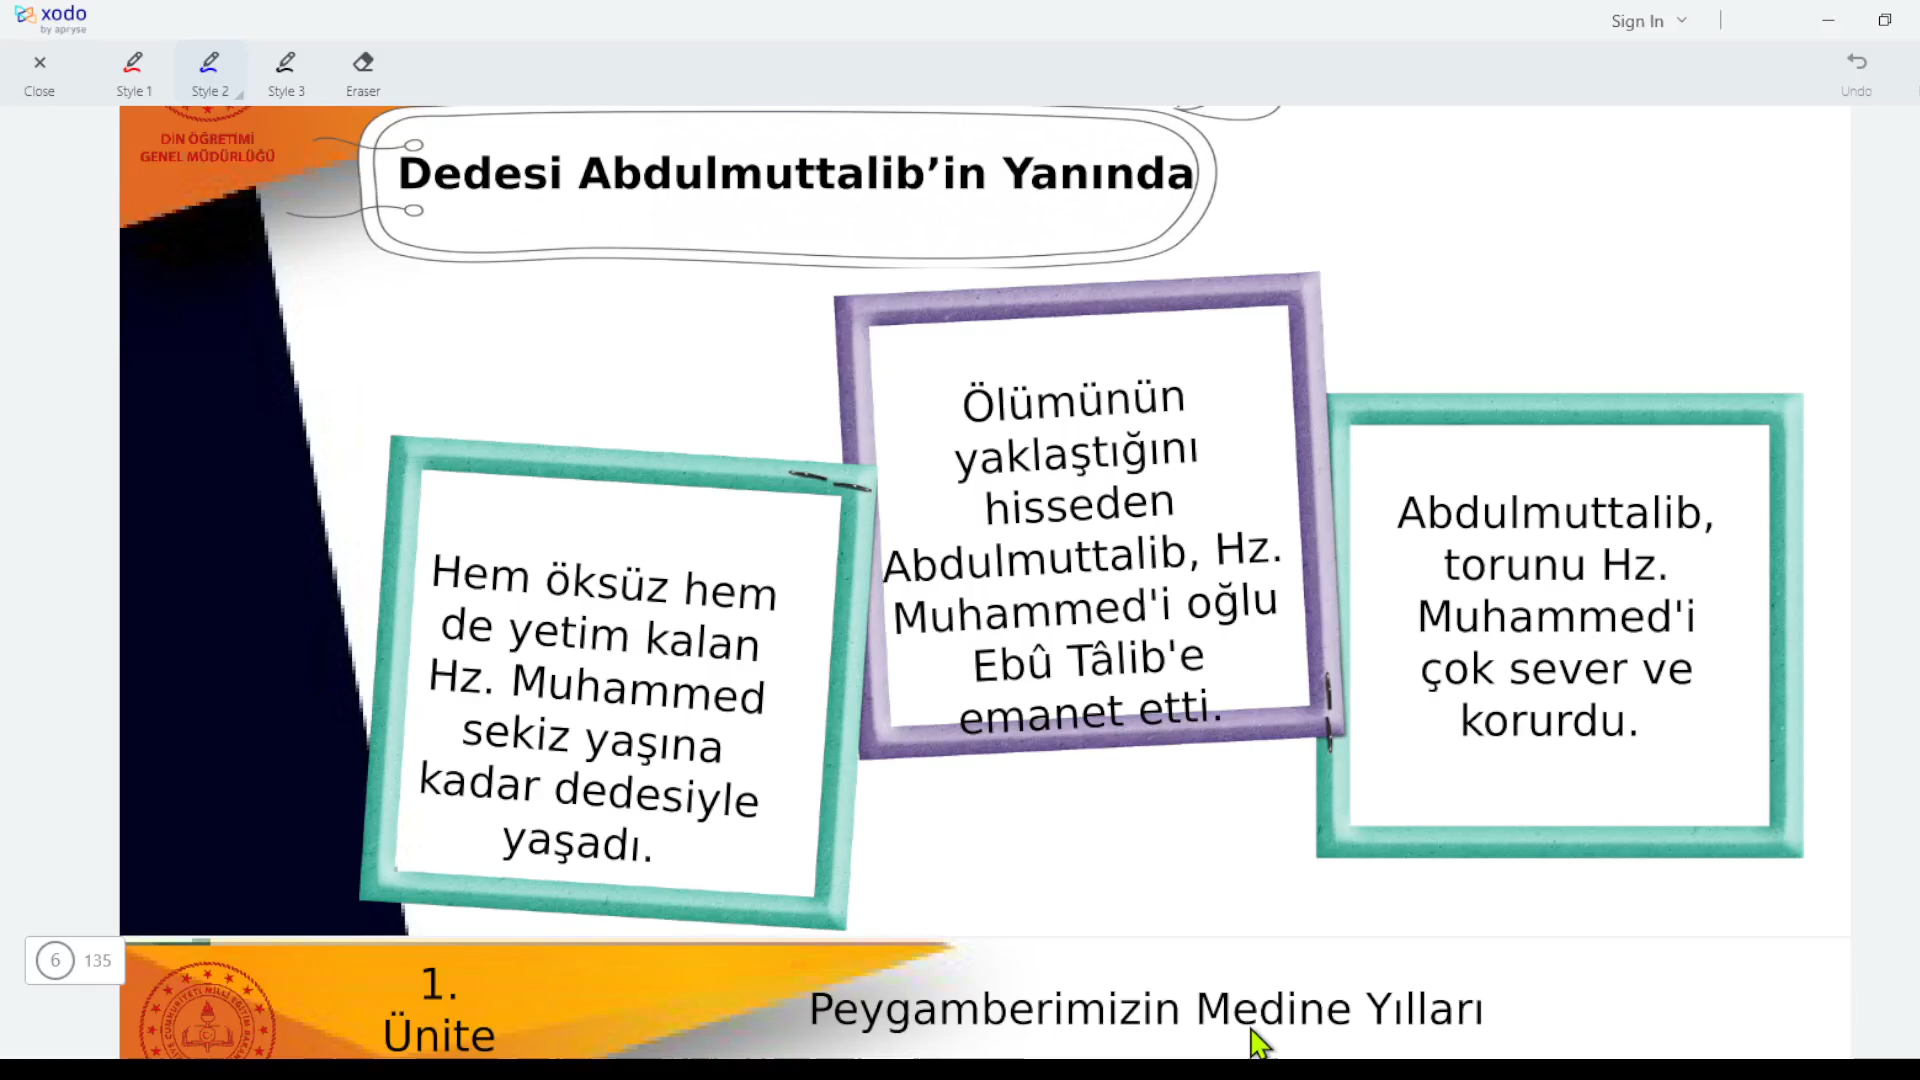 xodo
by apryse
Sign In
Close
Style 1
Style 2
Style 3
Eraser
Undo
DİN ÖĞRETİMİ
GENEL MÜDÜRLÜĞÜ
Dedesi Abdulmuttalib’in Yanında
Hem öksüz hem
de yetim kalan
Hz. Muhammed
sekiz yaşına
kadar dedesiyle
yaşadı.
Ölümünün
yaklaştığını
hisseden
Abdulmuttalib, Hz.
Muhammed'i oğlu
Ebû Tâlib'e
emanet etti.
Abdulmuttalib,
torunu Hz.
Muhammed'i
çok sever ve
korurdu.
6 135
1.
Ünite
Peygamberimizin Medine Yılları